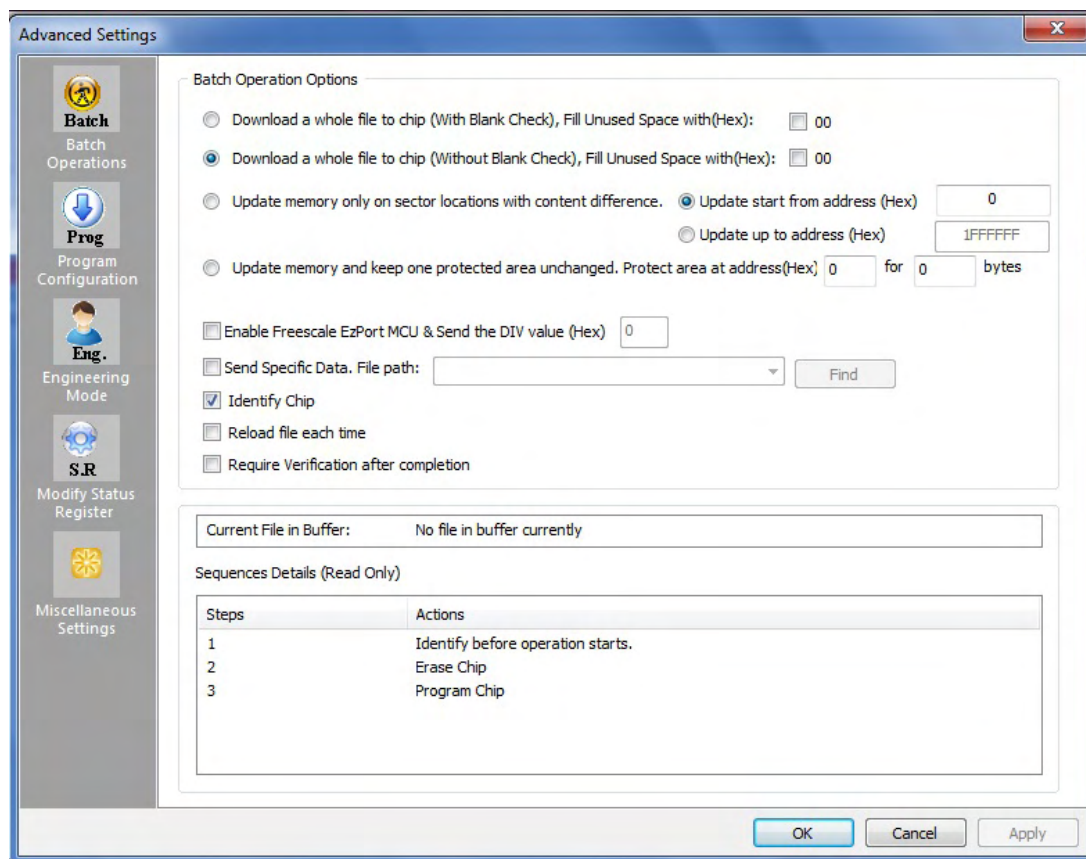 Advanced Settings
Batch
Batch
Operations
Prog
Program
Configuration
Eng.
Engineering
Mode
S.R
Modify Status
Register
Miscellaneous
Settings
Batch Operation Options
Download a whole file to chip (With Blank Check), Fill Unused Space with(Hex): 00
Download a whole file to chip (Without Blank Check), Fill Unused Space with(Hex): 00
Update memory only on sector locations with content difference. Update start from address (Hex) 0
Update up to address (Hex) 1FFFFFF
Update memory and keep one protected area unchanged. Protect area at address(Hex) 0 for 0 bytes
Enable Freescale EzPort MCU & Send the DIV value (Hex) 0
Send Specific Data. File path: Find
Identify Chip
Reload file each time
Require Verification after completion
Current File in Buffer: No file in buffer currently
Sequences Details (Read Only)
Steps Actions
1 Identify before operation starts.
2 Erase Chip
3 Program Chip
OK Cancel Apply